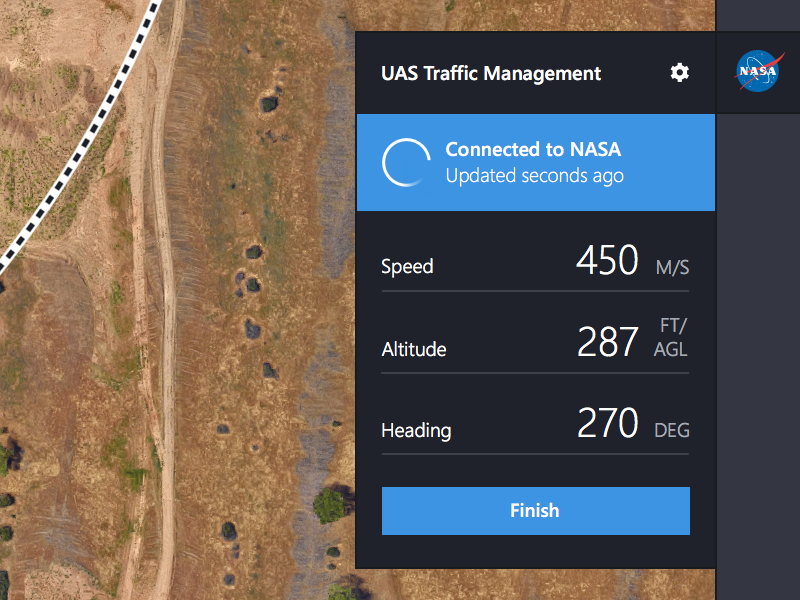 UAS Traffic Management
NASA
Connected to NASA
Updated seconds ago
Speed 450 M/S
Altitude 287 FT/
AGL
Heading 270 DEG
Finish